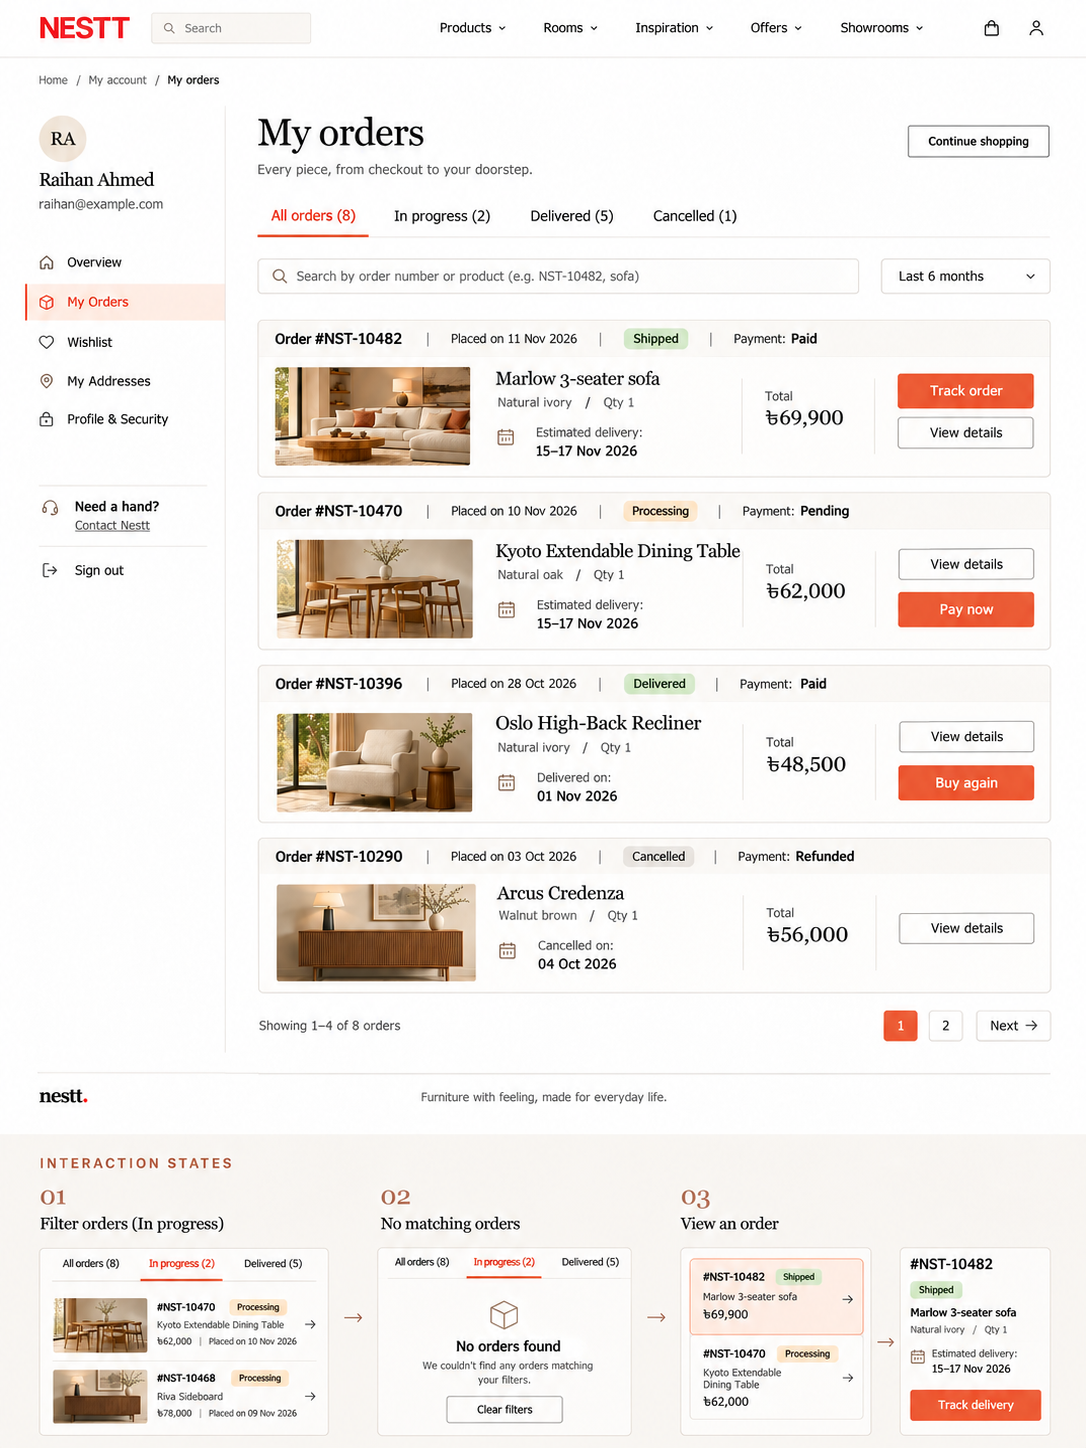 NESTT
Search
Products
Rooms
Inspiration
Offers
Showrooms
Home / My account / My orders
RA
Raihan Ahmed
raihan@example.com
Overview
My Orders
Wishlist
My Addresses
Profile & Security
Need a hand?
Contact Nestt
Sign out
My orders
Every piece, from checkout to your doorstep.
Continue shopping
All orders (8)
In progress (2)
Delivered (5)
Cancelled (1)
Search by order number or product (e.g. NST-10482, sofa)
Last 6 months
Order #NST-10482 | Placed on 11 Nov 2026 | Shipped | Payment: Paid
Marlow 3-seater sofa
Natural ivory / Qty 1
Estimated delivery:
15–17 Nov 2026
Total
৳69,900
Track order
View details
Order #NST-10470 | Placed on 10 Nov 2026 | Processing | Payment: Pending
Kyoto Extendable Dining Table
Natural oak / Qty 1
Estimated delivery:
15–17 Nov 2026
Total
৳62,000
View details
Pay now
Order #NST-10396 | Placed on 28 Oct 2026 | Delivered | Payment: Paid
Oslo High-Back Recliner
Natural ivory / Qty 1
Delivered on:
01 Nov 2026
Total
৳48,500
View details
Buy again
Order #NST-10290 | Placed on 03 Oct 2026 | Cancelled | Payment: Refunded
Arcus Credenza
Walnut brown / Qty 1
Cancelled on:
04 Oct 2026
Total
৳56,000
View details
Showing 1–4 of 8 orders
1
2
Next →
nestt.
Furniture with feeling, made for everyday life.
INTERACTION STATES
01
Filter orders (In progress)
All orders (8)
In progress (2)
Delivered (5)
#NST-10470 Processing
Kyoto Extendable Dining Table
৳62,000 | Placed on 10 Nov 2026
#NST-10468 Processing
Riva Sideboard
৳78,000 | Placed on 09 Nov 2026
02
No matching orders
All orders (8)
In progress (2)
Delivered (5)
No orders found
We couldn't find any orders matching
your filters.
Clear filters
03
View an order
#NST-10482 Shipped
Marlow 3-seater sofa
৳69,900
#NST-10470 Processing
Kyoto Extendable
Dining Table
৳62,000
#NST-10482
Shipped
Marlow 3-seater sofa
Natural ivory / Qty 1
Estimated delivery:
15–17 Nov 2026
Track delivery